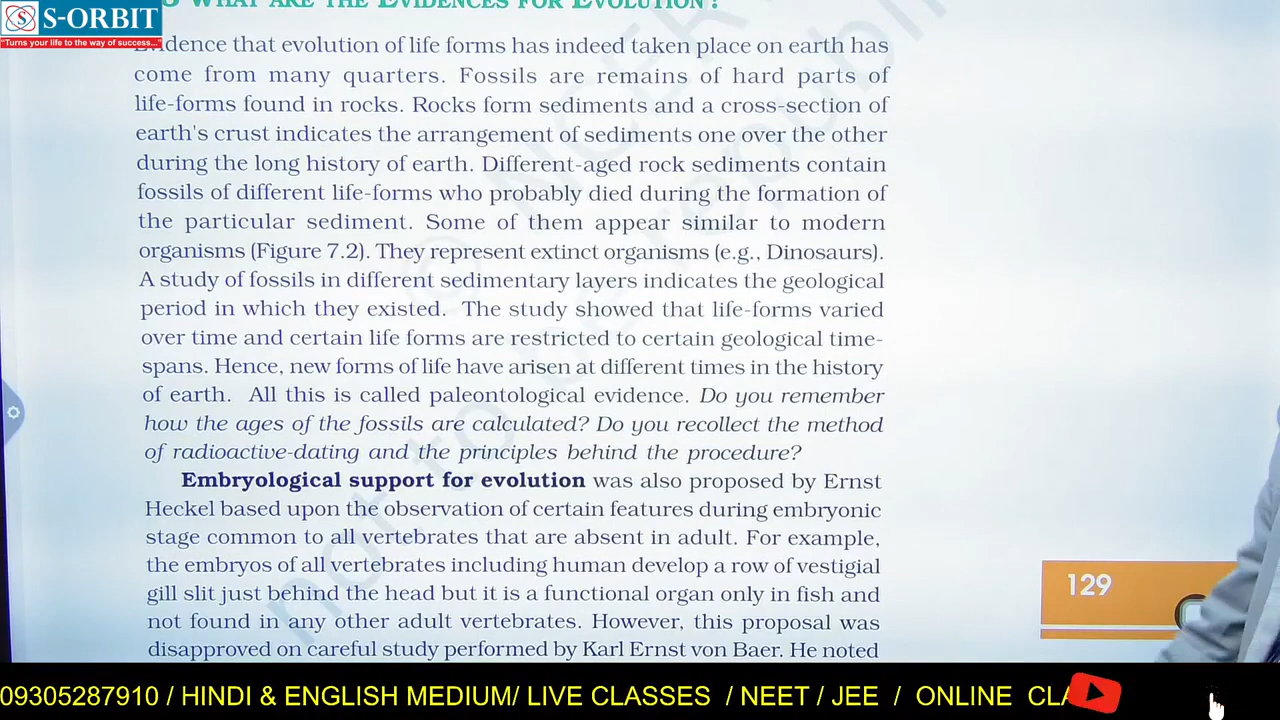 S-ORBIT
"Turns your life to the way of success..."
WHAT ARE THE EVIDENCES FOR EVOLUTION?
Evidence that evolution of life forms has indeed taken place on earth has
come from many quarters. Fossils are remains of hard parts of
life-forms found in rocks. Rocks form sediments and a cross-section of
earth's crust indicates the arrangement of sediments one over the other
during the long history of earth. Different-aged rock sediments contain
fossils of different life-forms who probably died during the formation of
the particular sediment. Some of them appear similar to modern
organisms (Figure 7.2). They represent extinct organisms (e.g., Dinosaurs).
A study of fossils in different sedimentary layers indicates the geological
period in which they existed. The study showed that life-forms varied
over time and certain life forms are restricted to certain geological time-
spans. Hence, new forms of life have arisen at different times in the history
of earth. All this is called paleontological evidence. Do you remember
how the ages of the fossils are calculated? Do you recollect the method
of radioactive-dating and the principles behind the procedure?
Embryological support for evolution was also proposed by Ernst
Heckel based upon the observation of certain features during embryonic
stage common to all vertebrates that are absent in adult. For example,
the embryos of all vertebrates including human develop a row of vestigial
gill slit just behind the head but it is a functional organ only in fish and
not found in any other adult vertebrates. However, this proposal was
disapproved on careful study performed by Karl Ernst von Baer. He noted
129
09305287910 / HINDI & ENGLISH MEDIUM/ LIVE CLASSES / NEET / JEE / ONLINE CLA